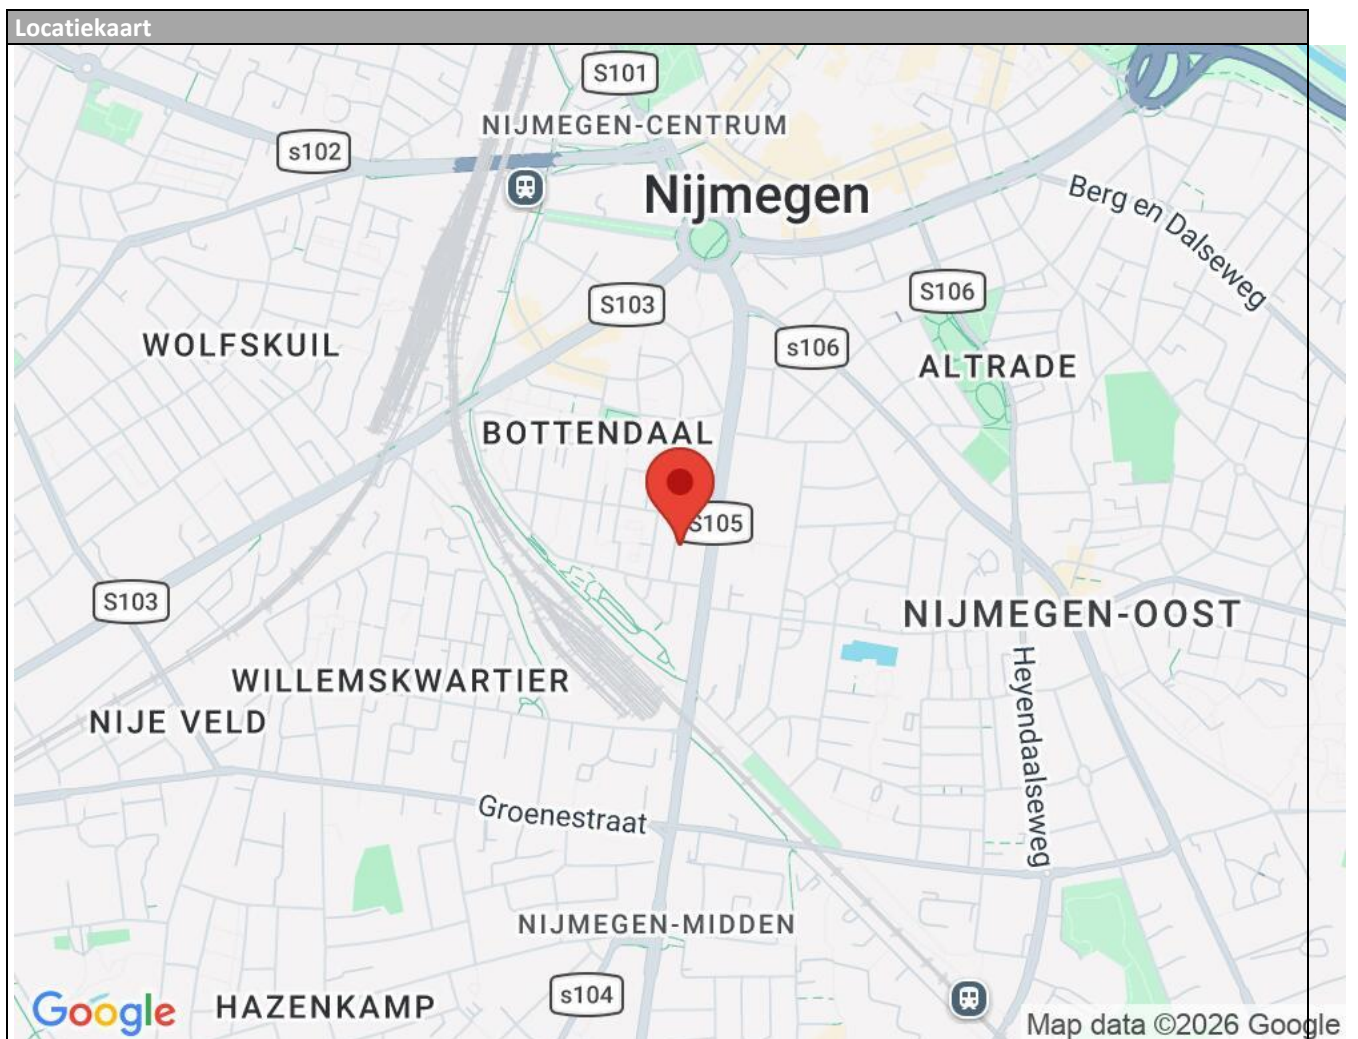 Locatiekaart
S101
NIJMEGEN-CENTRUM
s102
Nijmegen
Berg en Dalseweg
S106
S103
s106
WOLFSKUIL
ALTRADE
BOTTENDAAL
S105
S103
NIJMEGEN-OOST
WILLEMSKWARTIER
NIJE VELD
Heyendaalseweg
Groenestraat
NIJMEGEN-MIDDEN
s104
HAZENKAMP
Google
Map data ©2026 Google